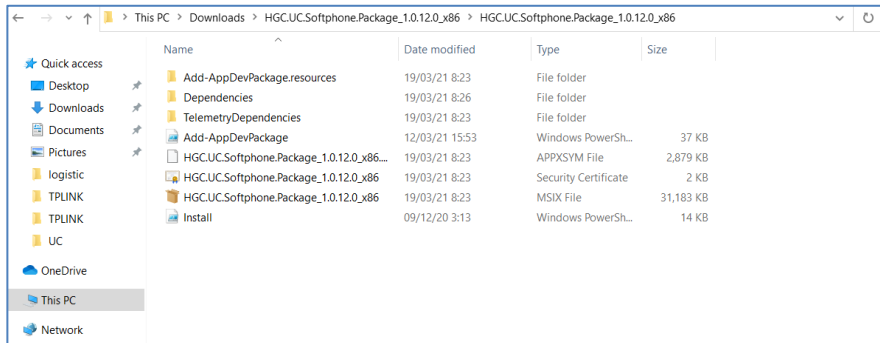 This PC > Downloads > HGC.UC.Softphone.Package_1.0.12.0_x86 > HGC.UC.Softphone.Package_1.0.12.0_x86
Name Date modified Type Size
Quick access
Desktop
Downloads
Documents
Pictures
logistic
TPLINK
TPLINK
UC
OneDrive
This PC
Network
Add-AppDevPackage.resources 19/03/21 8:23 File folder
Dependencies 19/03/21 8:26 File folder
TelemetryDependencies 19/03/21 8:23 File folder
Add-AppDevPackage 12/03/21 15:53 Windows PowerSh... 37 KB
HGC.UC.Softphone.Package_1.0.12.0_x86.... 19/03/21 8:23 APPXSYM File 2,879 KB
HGC.UC.Softphone.Package_1.0.12.0_x86 19/03/21 8:23 Security Certificate 2 KB
HGC.UC.Softphone.Package_1.0.12.0_x86 19/03/21 8:23 MSIX File 31,183 KB
Install 09/12/20 3:13 Windows PowerSh... 14 KB